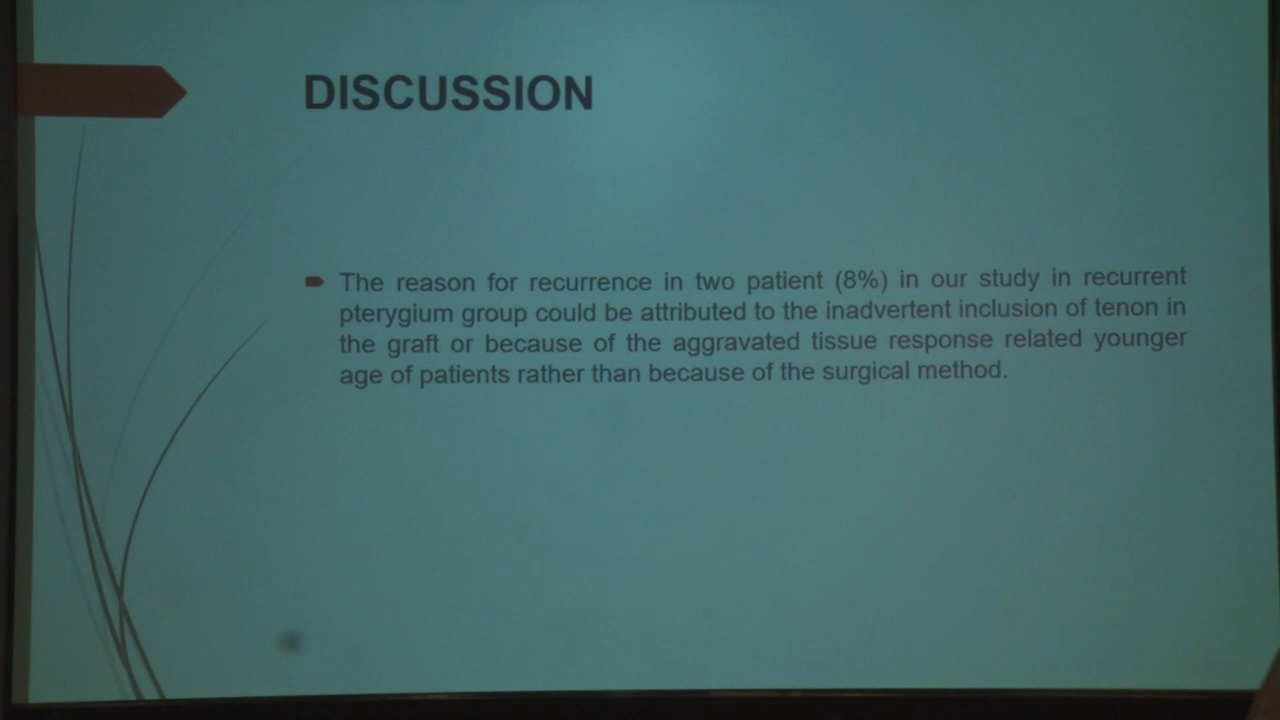 DISCUSSION
The reason for recurrence in two patient (8%) in our study in recurrent
pterygium group could be attributed to the inadvertent inclusion of tenon in
the graft or because of the aggravated tissue response related younger
age of patients rather than because of the surgical method.